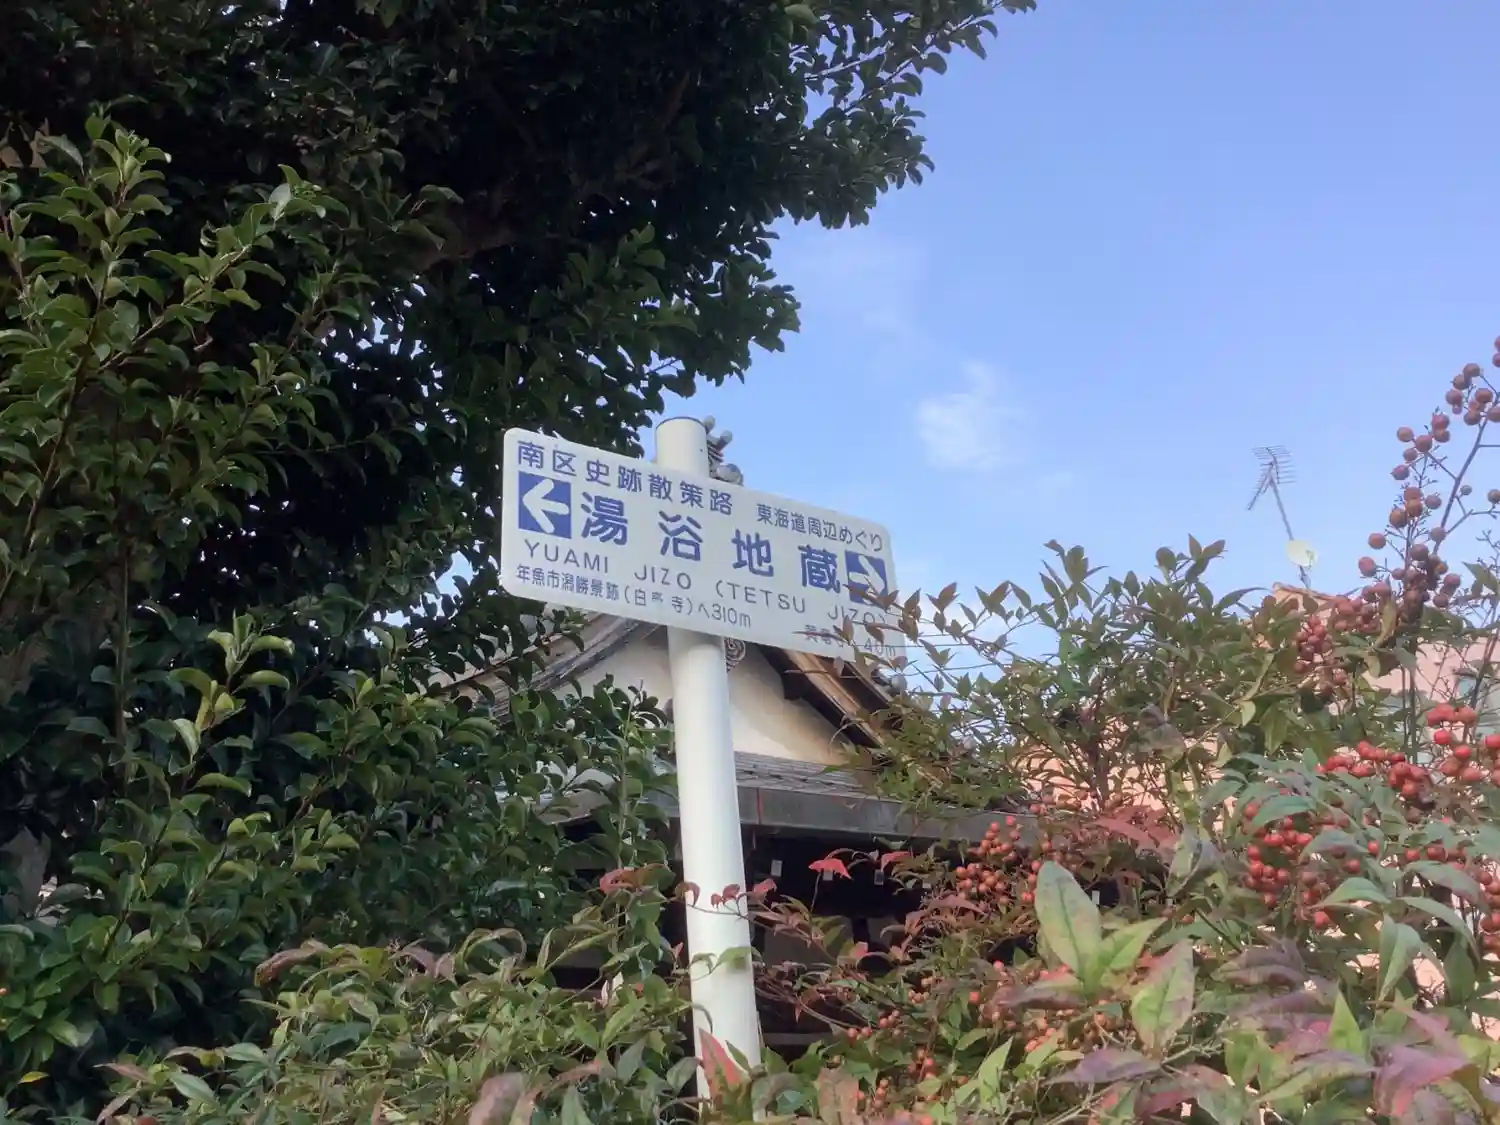 南区史跡散策路 東海道周辺めぐり
← 湯浴地蔵 →
YUAMI JIZO (TETSU JIZO)
年魚市潟勝景跡(白毫寺)へ310m 40m